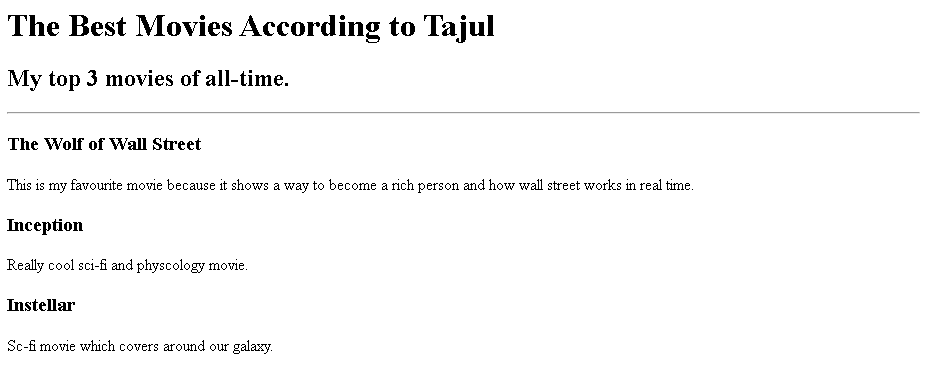 The Best Movies According to Tajul
My top 3 movies of all-time.
The Wolf of Wall Street
This is my favourite movie because it shows a way to become a rich person and how wall street works in real time.
Inception
Really cool sci-fi and physcology movie.
Instellar
Sc-fi movie which covers around our galaxy.